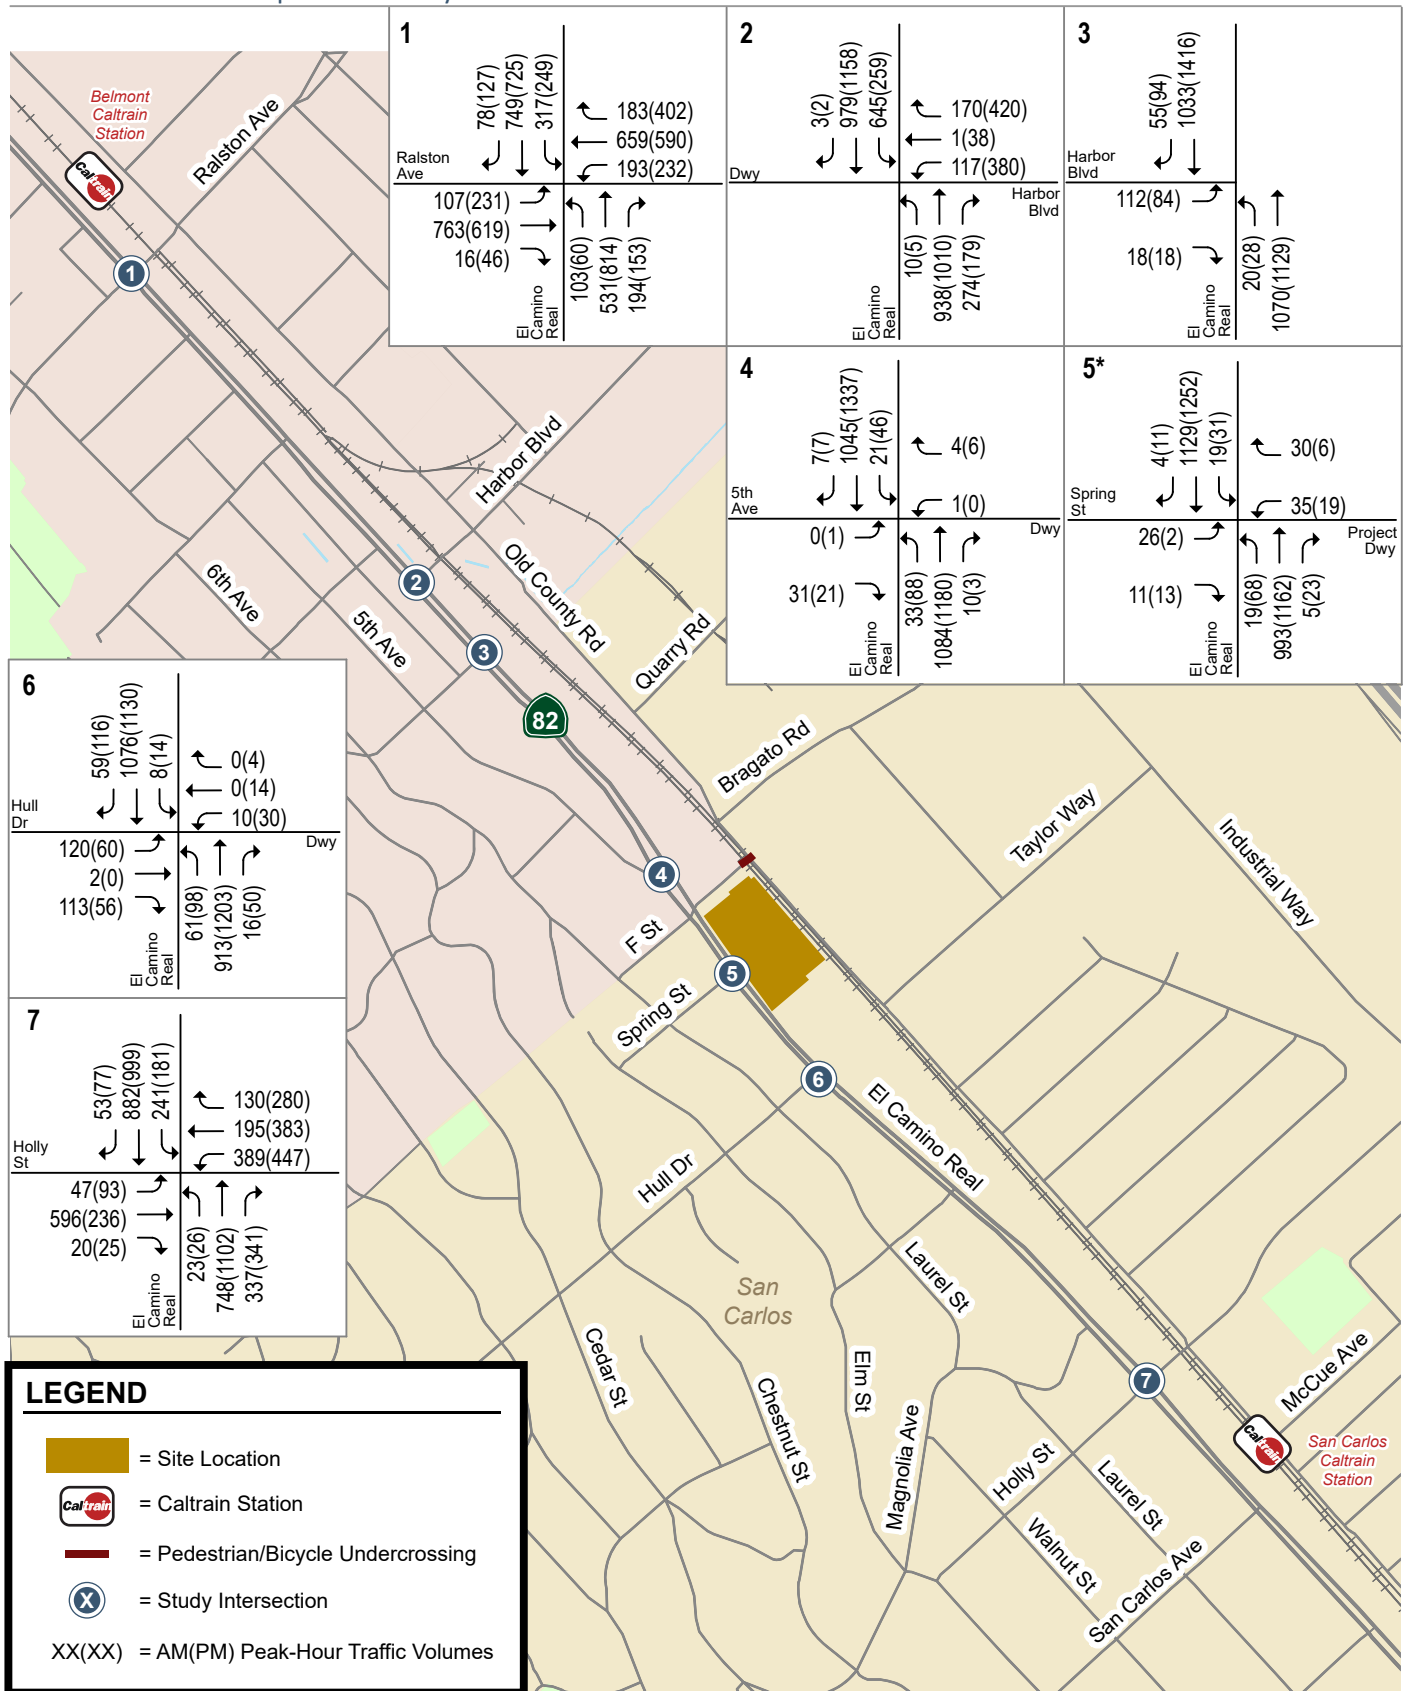 1
78(127)
749(725)
317(249)
183(402)
659(590)
193(232)
Ralston
Ave
107(231)
763(619)
16(46)
103(60)
531(814)
194(153)
El
Camino
Real
2
3(2)
979(1158)
645(259)
170(420)
1(38)
117(380)
Dwy
Harbor
Blvd
10(5)
938(1010)
274(179)
El
Camino
Real
3
55(94)
1033(1416)
Harbor
Blvd
112(84)
18(18)
20(28)
1070(1129)
El
Camino
Real
4
7(7)
1045(1337)
21(46)
4(6)
1(0)
5th
Ave
Dwy
0(1)
31(21)
33(88)
1084(1180)
10(3)
El
Camino
Real
5*
4(11)
1129(1252)
19(31)
30(6)
35(19)
Spring
St
Project
Dwy
26(2)
11(13)
19(68)
993(1162)
5(23)
El
Camino
Real
6
59(116)
1076(1130)
8(14)
0(4)
0(14)
10(30)
Hull
Dr
Dwy
120(60)
2(0)
113(56)
61(98)
913(1203)
16(50)
El
Camino
Real
7
53(77)
882(999)
241(181)
130(280)
195(383)
389(447)
Holly
St
47(93)
596(236)
20(25)
23(26)
748(1102)
337(341)
El
Camino
Real
Belmont
Caltrain
Station
Caltrain
Ralston Ave
1
Harbor Blvd
Old County Rd
2
6th Ave
5th Ave
3
Quarry Rd
82
Bragato Rd
Taylor Way
Industrial Way
4
F St
5
Spring St
6
El Camino Real
Hull Dr
Laurel St
San
Carlos
Cedar St
Elm St
Chestnut St
Magnolia Ave
7
McCue Ave
Caltrain
San Carlos
Caltrain
Station
Holly St
Laurel St
Walnut St
San Carlos Ave
LEGEND
= Site Location
Caltrain
= Caltrain Station
= Pedestrian/Bicycle Undercrossing
X
= Study Intersection
XX(XX) = AM(PM) Peak-Hour Traffic Volumes